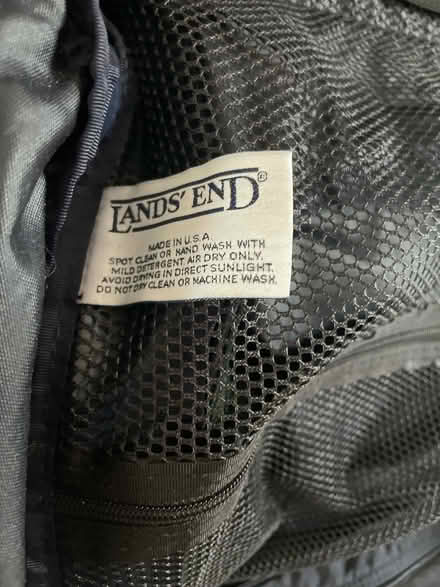 LANDS' END®
MADE IN U.S.A.
SPOT CLEAN OR HAND WASH WITH
MILD DETERGENT. AIR DRY ONLY.
AVOID DRYING IN DIRECT SUNLIGHT.
DO NOT DRY CLEAN OR MACHINE WASH.